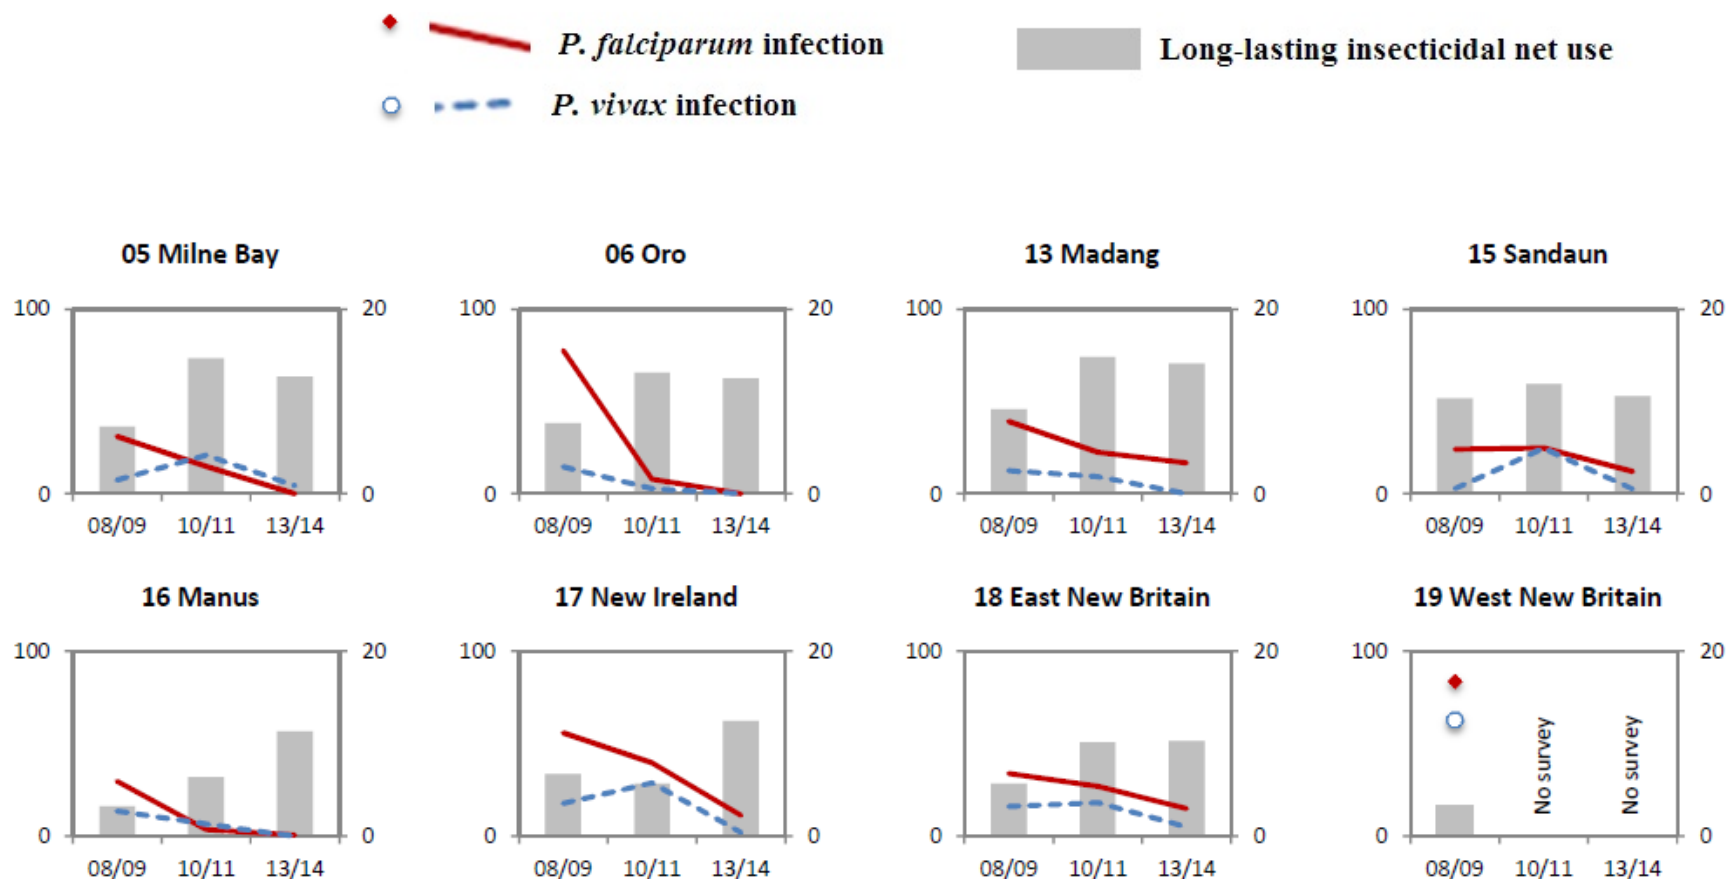 P. falciparum infection
Long-lasting insecticidal net use
P. vivax infection
05 Milne Bay
06 Oro
13 Madang
15 Sandaun
100
20
100
20
100
20
100
20
0
0
0
0
0
0
0
0
08/09 10/11 13/14
08/09 10/11 13/14
08/09 10/11 13/14
08/09 10/11 13/14
16 Manus
17 New Ireland
18 East New Britain
19 West New Britain
100
20
100
20
100
20
100
20
No survey
No survey
0
0
0
0
0
0
0
0
08/09 10/11 13/14
08/09 10/11 13/14
08/09 10/11 13/14
08/09 10/11 13/14